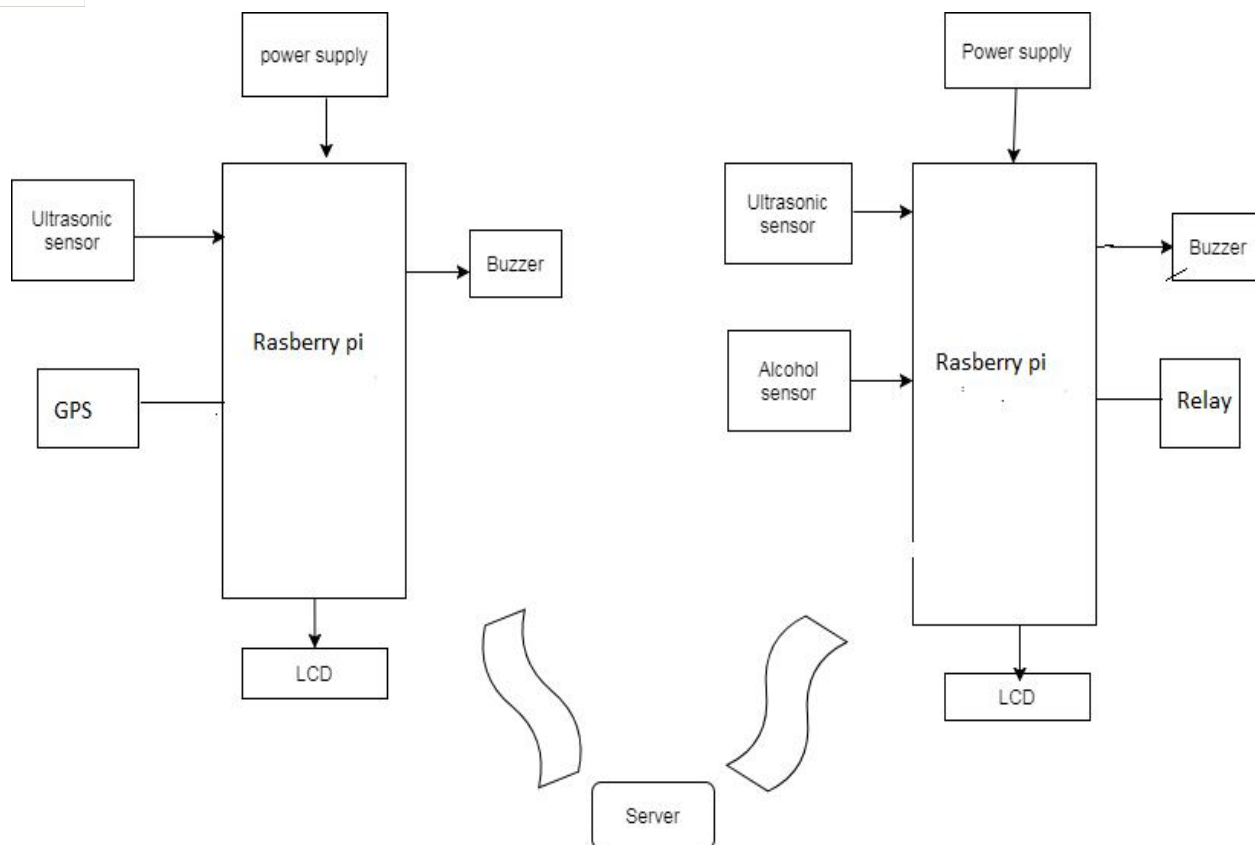 power supply
Ultrasonic
sensor
Buzzer
Rasberry pi
GPS
LCD
Power supply
Ultrasonic
sensor
Buzzer
Alcohol
sensor
Rasberry pi
Relay
LCD
Server